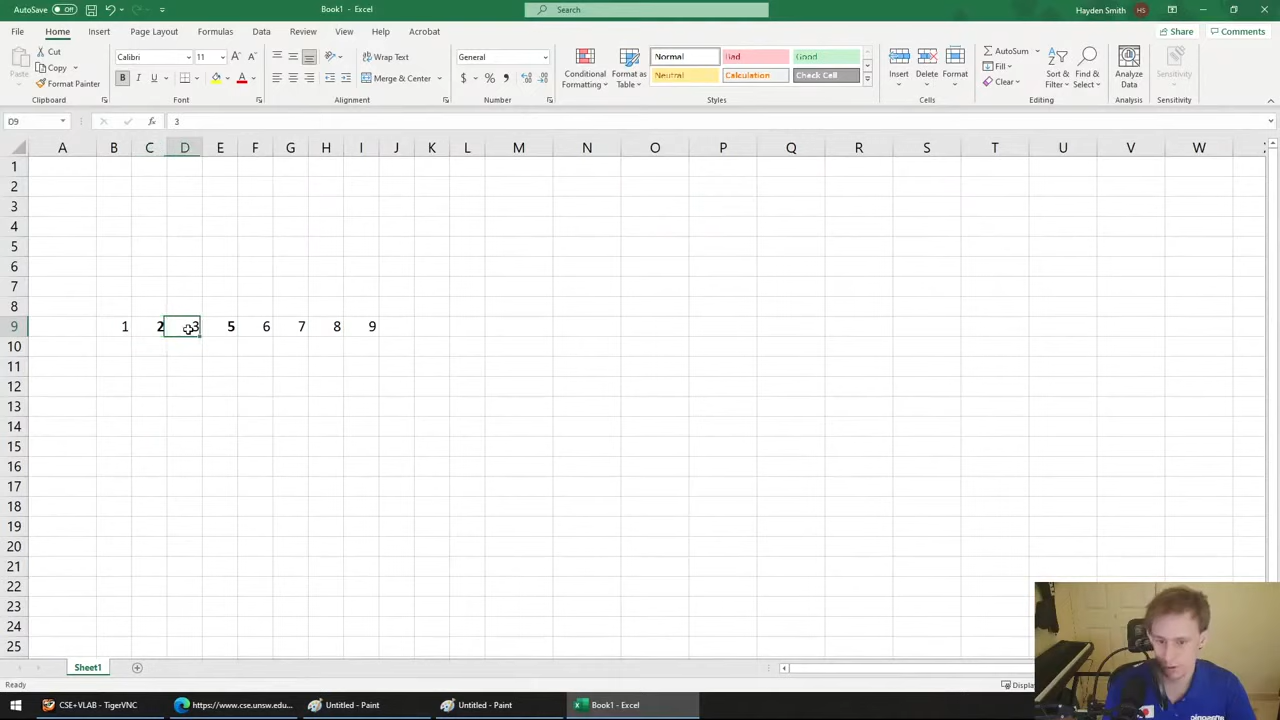 AutoSave Off
Book1 - Excel
Search
Hayden Smith HS
File Home Insert Page Layout Formulas Data Review View Help Acrobat
Share Comments
Paste
Cut
Copy
Format Painter
Clipboard
Calibri 11
B I U
Font
Wrap Text
Merge & Center
Alignment
General
Number
Conditional Formatting
Format as Table
Normal Bad Good
Neutral Calculation Check Cell
Styles
Insert Delete Format
Cells
AutoSum
Fill
Clear
Sort & Filter
Find & Select
Editing
Analyze Data
Analysis
Sensitivity
Sensitivity
D9 fx 3
A B C D E F G H I J K L M N O P Q R S T U V W
1
2
3
4
5
6
7
8
9 1 2 3 5 6 7 8 9
10
11
12
13
14
15
16
17
18
19
20
21
22
23
24
25
Sheet1
Ready
CSE+ VLAB - TigerVNC
https://www.cse.unsw.edu...
Untitled - Paint
Untitled - Paint
Book1 - Excel